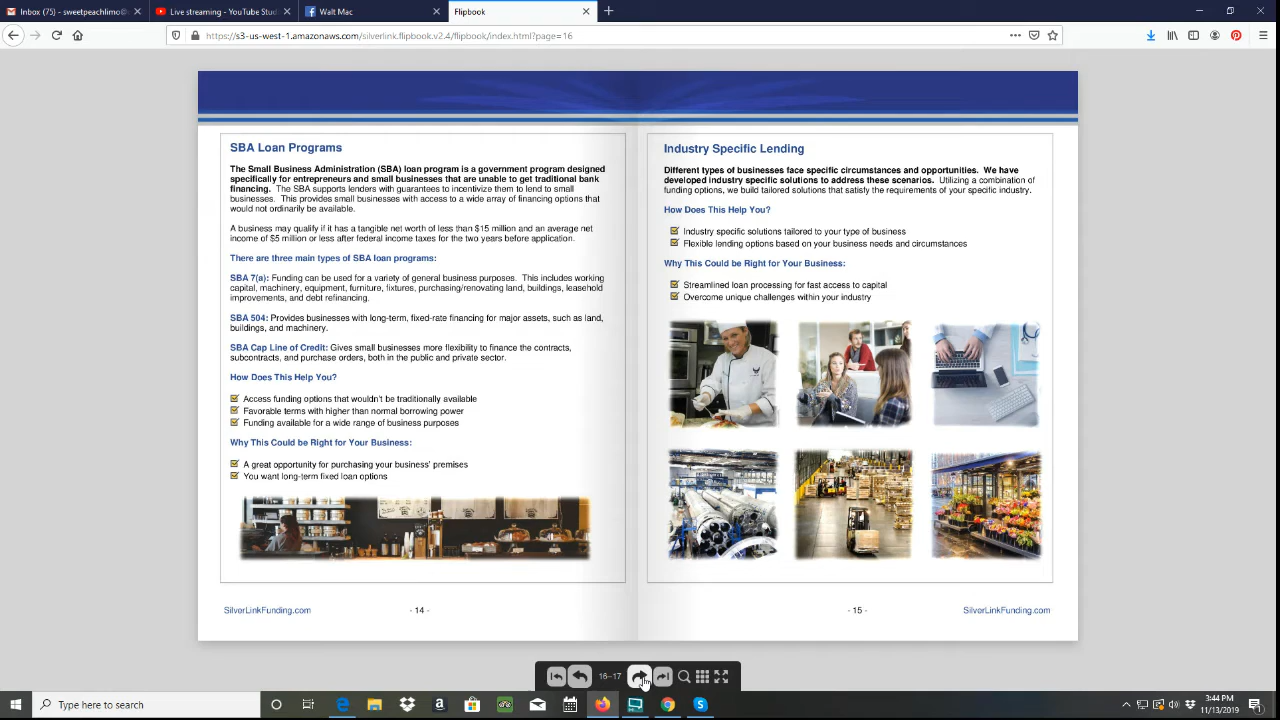 Inbox (75) - sweetpeachlimo@
Live streaming - YouTube Stud
Walt Mac
Flipbook
https://s3-us-west-1.amazonaws.com/silverlink.flipbook.v2.4/flipbook/index.html?page=16
SBA Loan Programs
The Small Business Administration (SBA) loan program is a government program designed
specifically for entrepreneurs and small businesses that are unable to get traditional bank
financing. The SBA supports lenders with guarantees to incentivize them to lend to small
businesses. This provides small businesses with access to a wide array of financing options that
would not ordinarily be available.
A business may qualify if it has a tangible net worth of less than $15 million and an average net
income of $5 million or less after federal income taxes for the two years before application.
There are three main types of SBA loan programs:
SBA 7(a): Funding can be used for a variety of general business purposes. This includes working
capital, machinery, equipment, furniture, fixtures, purchasing/renovating land, buildings, leasehold
improvements, and debt refinancing.
SBA 504: Provides businesses with long-term, fixed-rate financing for major assets, such as land,
buildings, and machinery.
SBA Cap Line of Credit: Gives small businesses more flexibility to finance the contracts,
subcontracts, and purchase orders, both in the public and private sector.
How Does This Help You?
Access funding options that wouldn't be traditionally available
Favorable terms with higher than normal borrowing power
Funding available for a wide range of business purposes
Why This Could be Right for Your Business:
A great opportunity for purchasing your business' premises
You want long-term fixed loan options
SilverLinkFunding.com
- 14 -
Industry Specific Lending
Different types of businesses face specific circumstances and opportunities. We have
developed industry specific solutions to address these scenarios. Utilizing a combination of
funding options, we build tailored solutions that satisfy the requirements of your specific industry.
How Does This Help You?
Industry specific solutions tailored to your type of business
Flexible lending options based on your business needs and circumstances
Why This Could be Right for Your Business:
Streamlined loan processing for fast access to capital
Overcome unique challenges within your industry
- 15 -
SilverLinkFunding.com
16–17
Type here to search
3:44 PM
11/13/2019